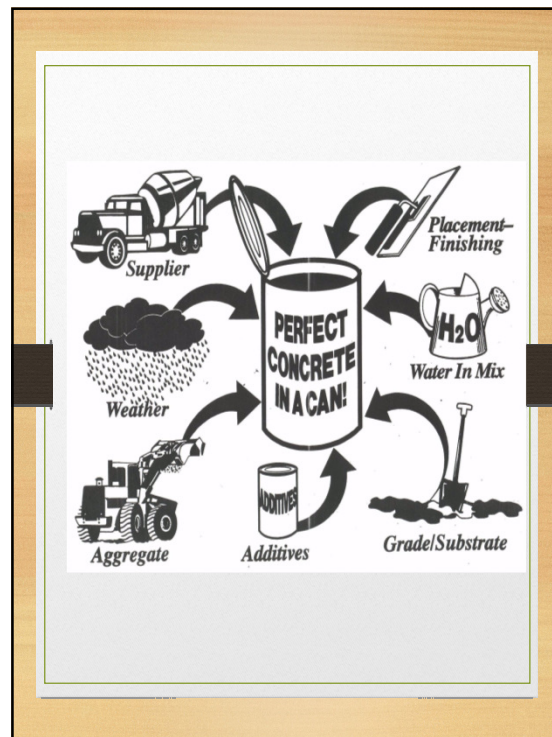 Supplier
Placement–
Finishing
PERFECT
CONCRETE
IN A CAN!
H₂O
Water In Mix
Weather
ADDITIVES
Aggregate
Additives
Grade/Substrate